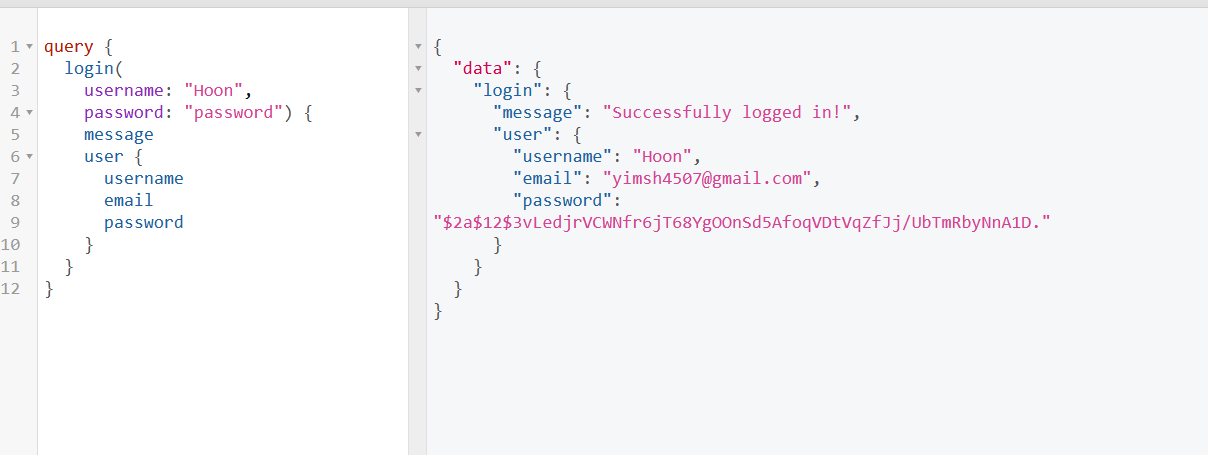 1 query {
2 login(
3 username: "Hoon",
4 password: "password") {
5 message
6 user {
7 username
8 email
9 password
10 }
11 }
12 }
{
"data": {
"login": {
"message": "Successfully logged in!",
"user": {
"username": "Hoon",
"email": "yimsh4507@gmail.com",
"password":
"$2a$12$3vLedjrVCWNfr6jT68YgOOnSd5AfoqVDtVqZfJj/UbTmRbyNnA1D."
}
}
}
}